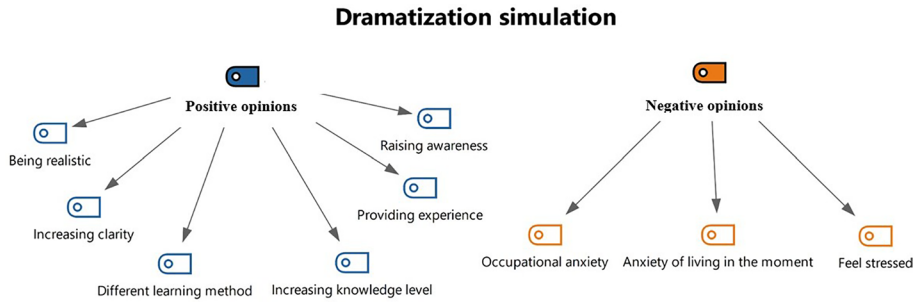 Dramatization simulation
Positive opinions
Negative opinions
Raising awareness
Being realistic
Providing experience
Increasing clarity
Occupational anxiety
Anxiety of living in the moment
Feel stressed
Different learning method
Increasing knowledge level